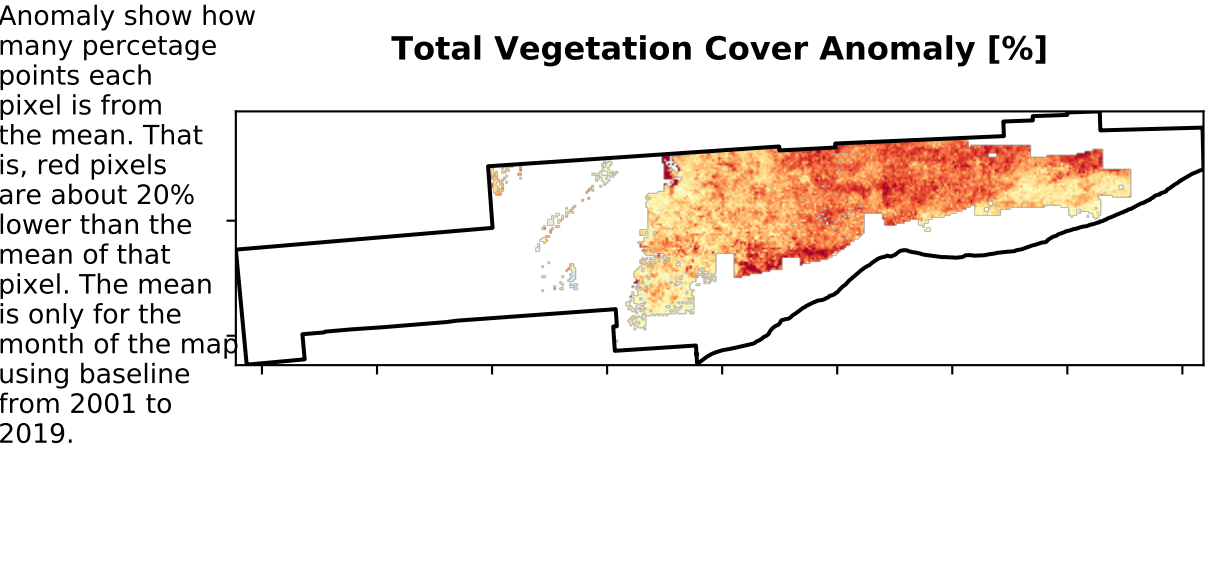 Anomaly show how
many percetage
points each
pixel is from
the mean. That
is, red pixels
are about 20%
lower than the
mean of that
pixel. The mean
is only for the
month of the map
using baseline
from 2001 to
2019.
Total Vegetation Cover Anomaly [%]